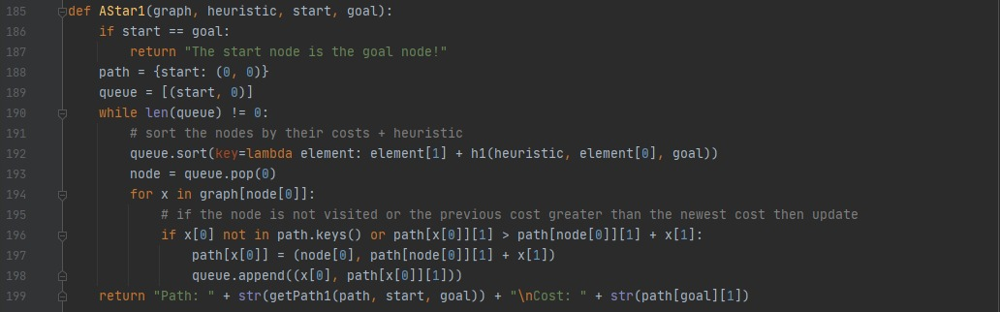 185 def AStar1(graph, heuristic, start, goal):
186     if start == goal:
187         return "The start node is the goal node!"
188     path = {start: (0, 0)}
189     queue = [(start, 0)]
190     while len(queue) != 0:
191         # sort the nodes by their costs + heuristic
192         queue.sort(key=lambda element: element[1] + h1(heuristic, element[0], goal))
193         node = queue.pop(0)
194         for x in graph[node[0]]:
195             # if the node is not visited or the previous cost greater than the newest cost then update
196             if x[0] not in path.keys() or path[x[0]][1] > path[node[0]][1] + x[1]:
197                 path[x[0]] = (node[0], path[node[0]][1] + x[1])
198                 queue.append((x[0], path[x[0]][1]))
199     return "Path: " + str(getPath1(path, start, goal)) + "\nCost: " + str(path[goal][1])